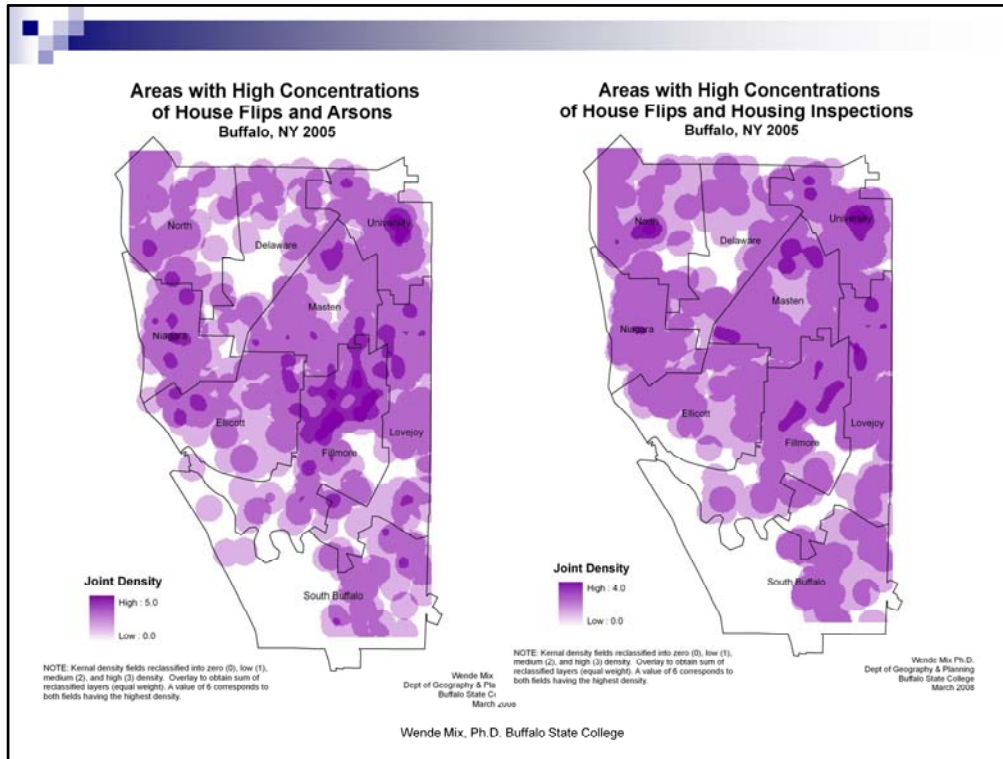 Areas with High Concentrations
of House Flips and Arsons
Buffalo, NY 2005
North
Delaware
University
Masten
Niagara
Ellicott
Lovejoy
Fillmore
South Buffalo
Joint Density
High : 5.0
Low : 0.0
NOTE: Kernal density fields reclassified into zero (0), low (1),
medium (2), and high (3) density. Overlay to obtain sum of
reclassified layers (equal weight). A value of 6 corresponds to
both fields having the highest density.
Wende Mix
Dept of Geography & Pla
Buffalo St C
March 2008
Areas with High Concentrations
of House Flips and Housing Inspections
Buffalo, NY 2005
North
Delaware
University
Masten
Niagara
Ellicott
Lovejoy
Fillmore
South Buffalo
Joint Density
High : 4.0
Low : 0.0
NOTE: Kernal density fields reclassified into zero (0), low (1),
medium (2), and high (3) density. Overlay to obtain sum of
reclassified layers (equal weight). A value of 6 corresponds to
both fields having the highest density.
Wende Mix Ph.D.
Dept of Geography & Planning
Buffalo State College
March 2008
Wende Mix, Ph.D. Buffalo State College